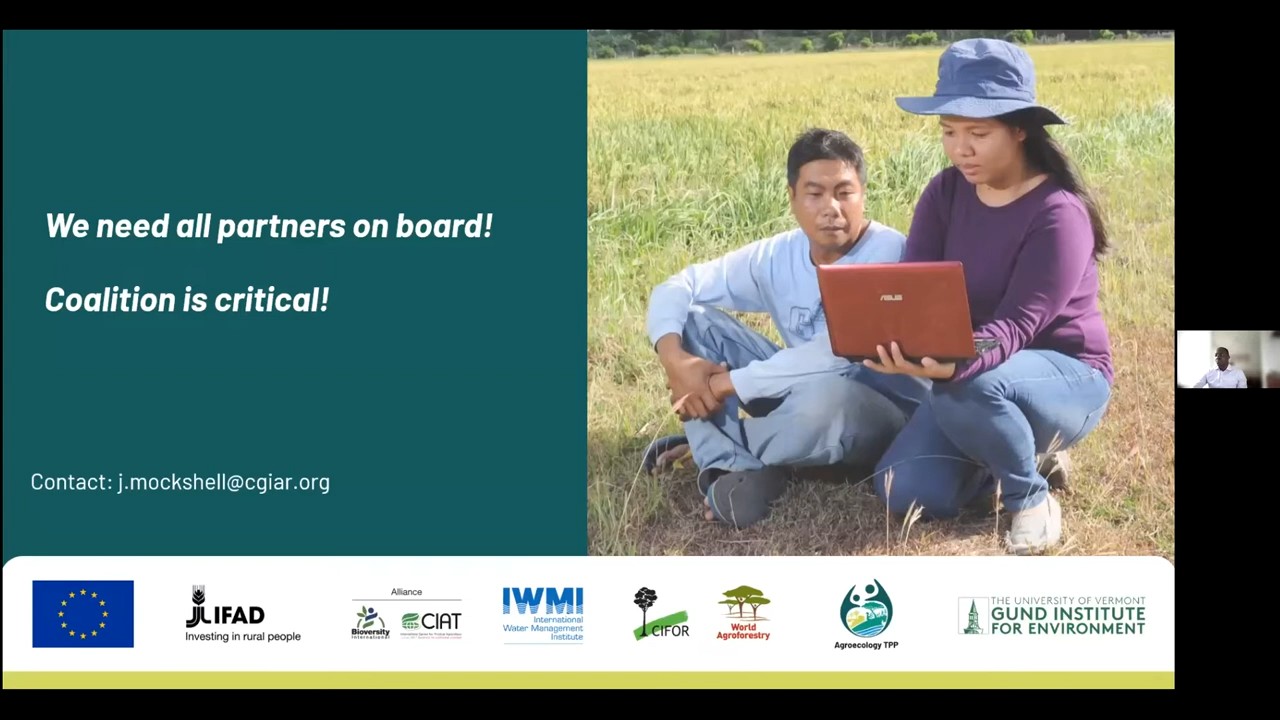 We need all partners on board!
Coalition is critical!
Contact: j.mockshell@cgiar.org
ASUS
IFAD
Investing in rural people
Alliance
Bioversity
International
CIAT
IWMI
International
Water Management
Institute
CIFOR
World
Agroforestry
Agroecology TPP
THE UNIVERSITY OF VERMONT
GUND INSTITUTE
FOR ENVIRONMENT